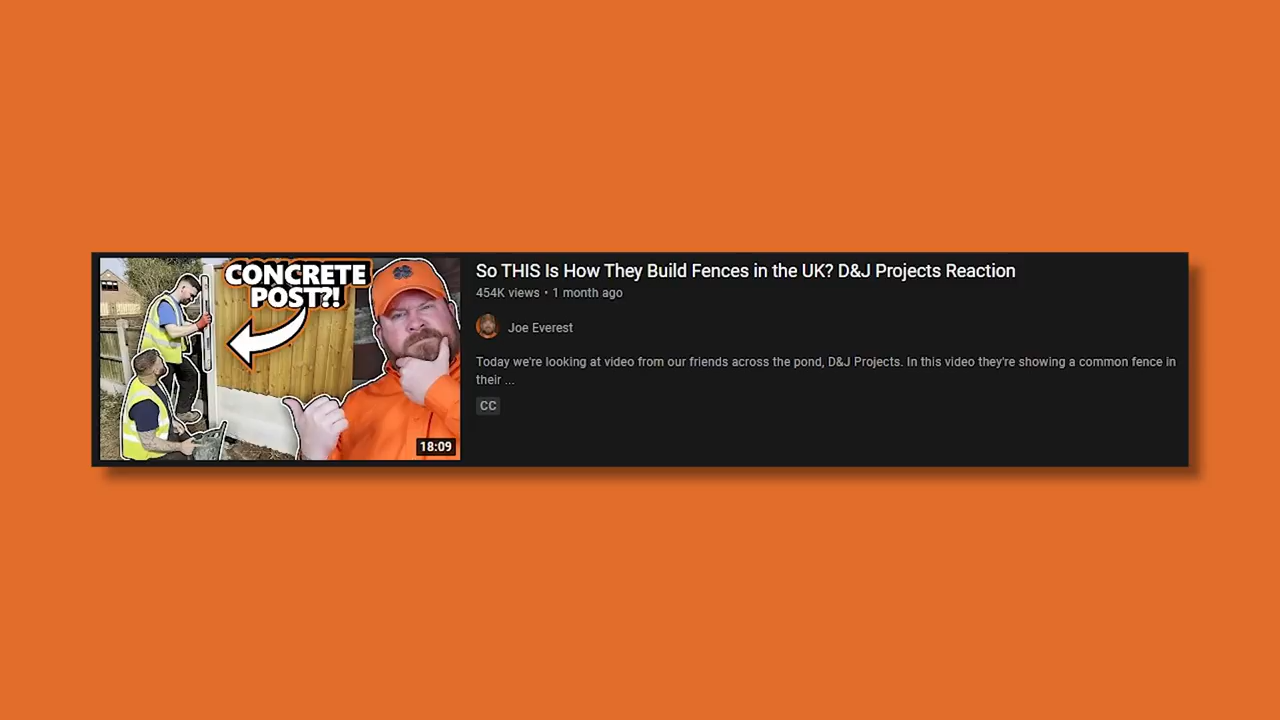 CONCRETE
POST?!
18:09
So THIS Is How They Build Fences in the UK? D&J Projects Reaction
454K views • 1 month ago
Joe Everest
Today we're looking at video from our friends across the pond, D&J Projects. In this video they're showing a common fence in
their ...
CC